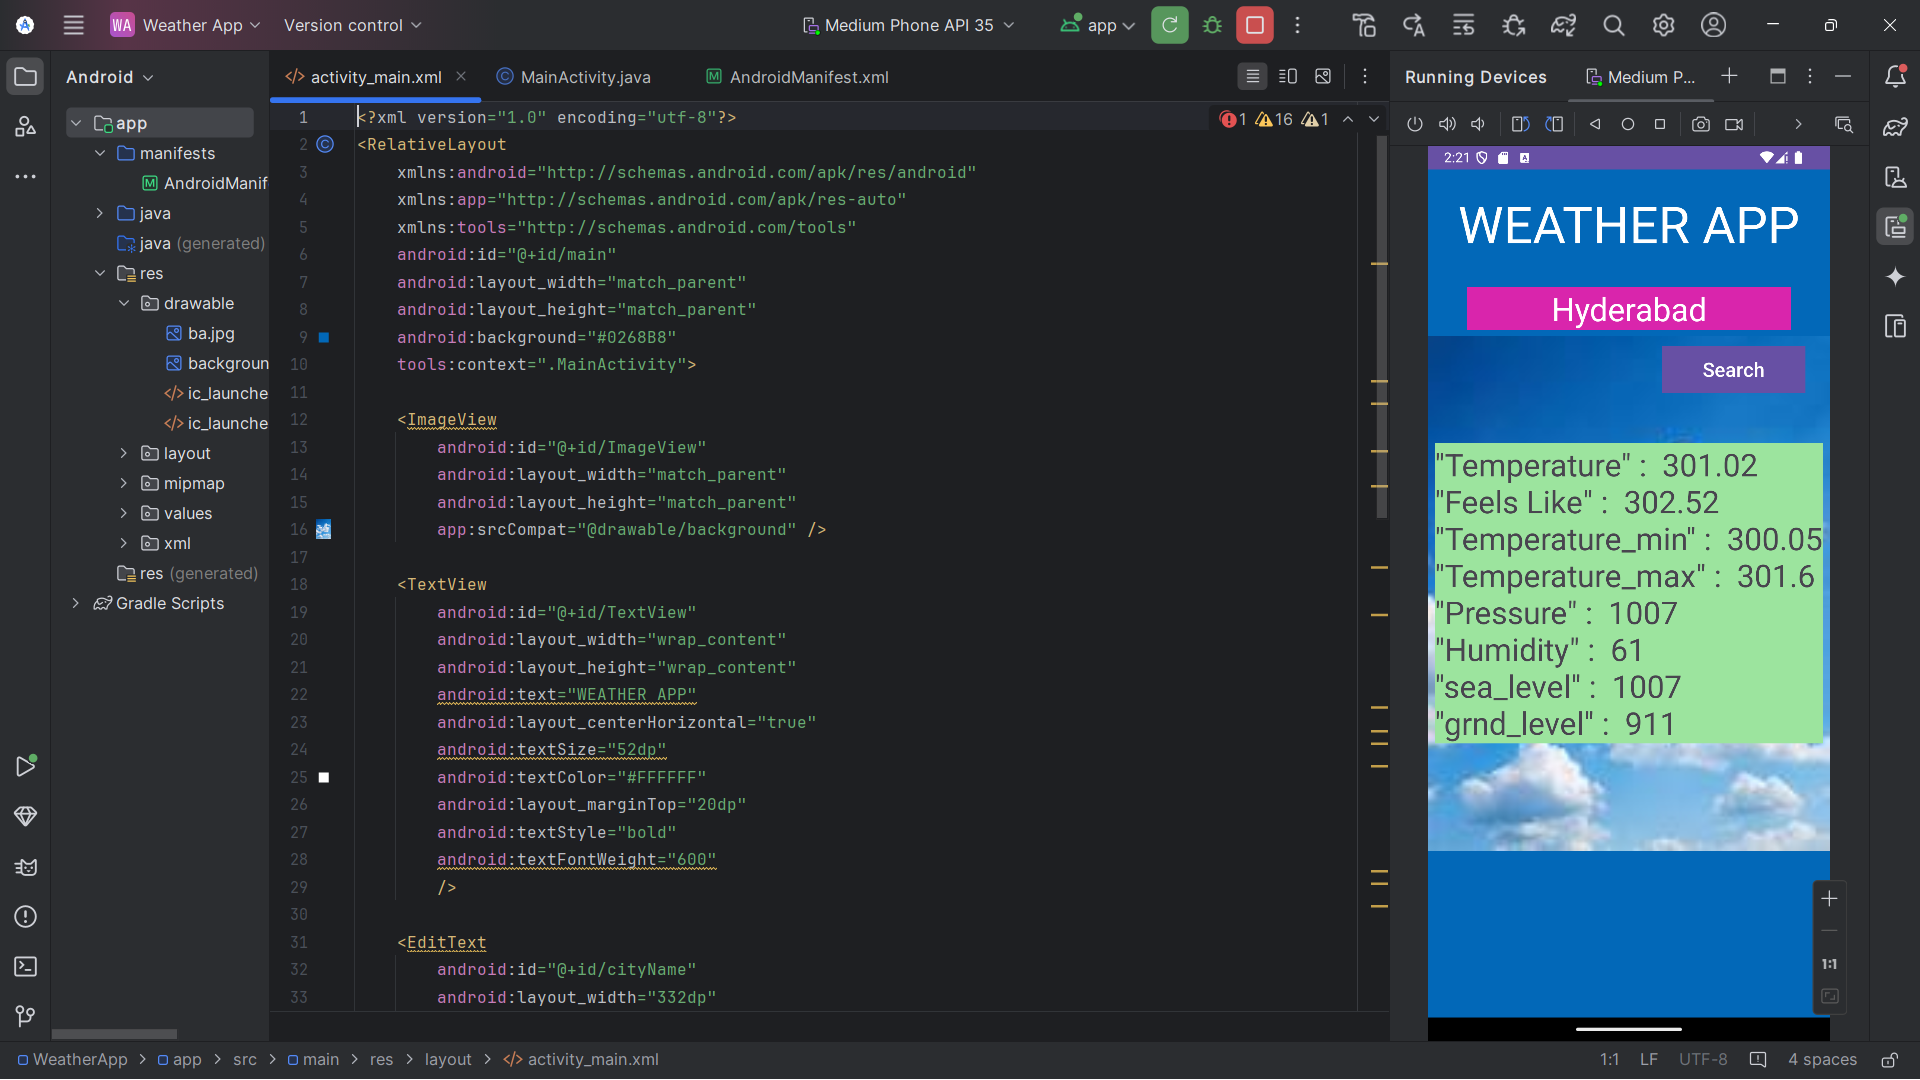 WA Weather App Version control Medium Phone API 35 app
Android
activity_main.xml MainActivity.java AndroidManifest.xml
Running Devices Medium P...
app
manifests
AndroidManif
java
java (generated)
res
drawable
ba.jpg
backgroun
ic_launche
ic_launche
layout
mipmap
values
xml
res (generated)
Gradle Scripts
1 16 1
1 <?xml version="1.0" encoding="utf-8"?>
2 <RelativeLayout
3 xmlns:android="http://schemas.android.com/apk/res/android"
4 xmlns:app="http://schemas.android.com/apk/res-auto"
5 xmlns:tools="http://schemas.android.com/tools"
6 android:id="@+id/main"
7 android:layout_width="match_parent"
8 android:layout_height="match_parent"
9 android:background="#0268B8"
10 tools:context=".MainActivity">
11
12 <ImageView
13 android:id="@+id/ImageView"
14 android:layout_width="match_parent"
15 android:layout_height="match_parent"
16 app:srcCompat="@drawable/background" />
17
18 <TextView
19 android:id="@+id/TextView"
20 android:layout_width="wrap_content"
21 android:layout_height="wrap_content"
22 android:text="WEATHER APP"
23 android:layout_centerHorizontal="true"
24 android:textSize="52dp"
25 android:textColor="#FFFFFF"
26 android:layout_marginTop="20dp"
27 android:textStyle="bold"
28 android:textFontWeight="600"
29 />
30
31 <EditText
32 android:id="@+id/cityName"
33 android:layout_width="332dp"
2:21
WEATHER APP
Hyderabad
Search
"Temperature" : 301.02
"Feels Like" : 302.52
"Temperature_min" : 300.05
"Temperature_max" : 301.6
"Pressure" : 1007
"Humidity" : 61
"sea_level" : 1007
"grnd_level" : 911
1:1
WeatherApp > app > src > main > res > layout > activity_main.xml
1:1 LF UTF-8 4 spaces